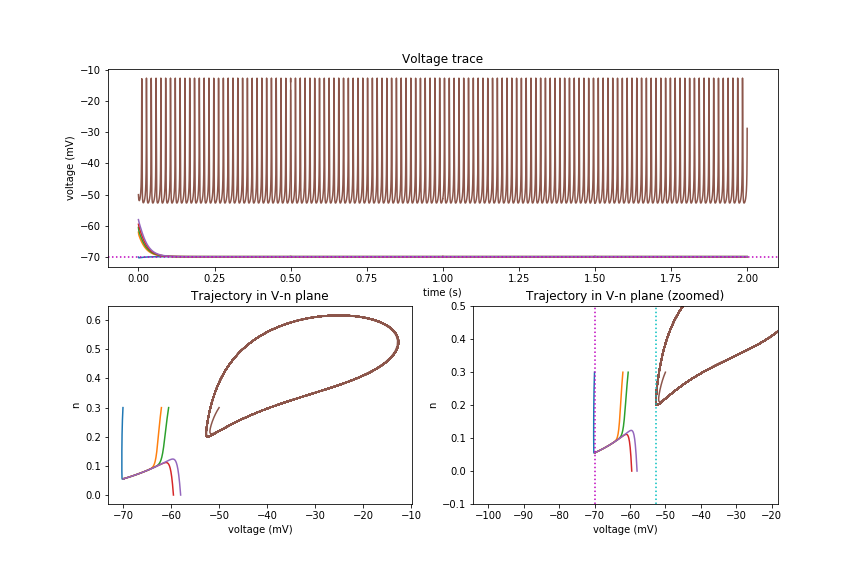 Voltage trace
voltage (mV)
−10
−20
−30
−40
−50
−60
−70
0.00 0.25 0.50 0.75 1.00 1.25 1.50 1.75 2.00
time (s)
Trajectory in V-n plane
n
0.6
0.5
0.4
0.3
0.2
0.1
0.0
−70 −60 −50 −40 −30 −20 −10
voltage (mV)
Trajectory in V-n plane (zoomed)
n
0.5
0.4
0.3
0.2
0.1
0.0
−0.1
−100 −90 −80 −70 −60 −50 −40 −30 −20
voltage (mV)